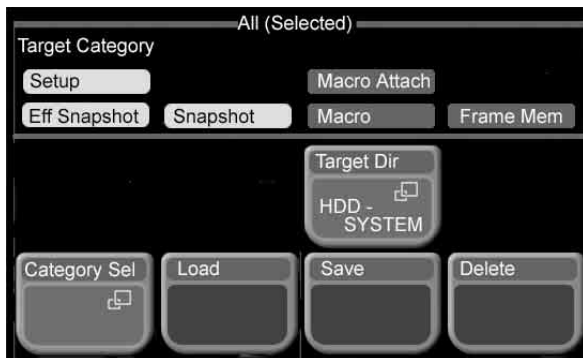 All (Selected)
Target Category
Setup Macro Attach
Eff Snapshot Snapshot Macro Frame Mem
Target Dir
HDD -
SYSTEM
Category Sel Load Save Delete